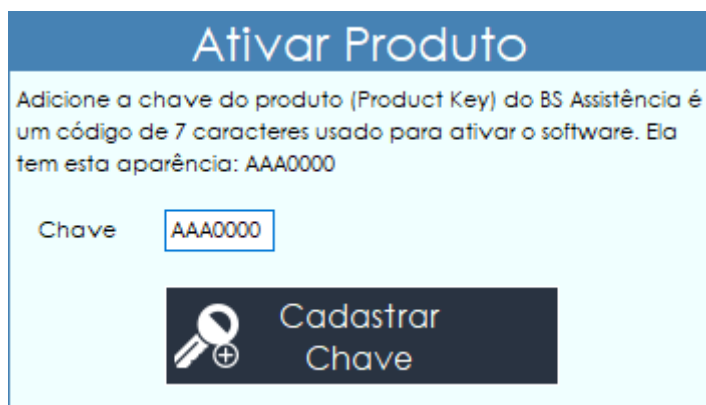 Ativar Produto
Adicione a chave do produto (Product Key) do BS Assistência é
um código de 7 caracteres usado para ativar o software. Ela
tem esta aparência: AAA0000
Chave AAA0000
Cadastrar
Chave